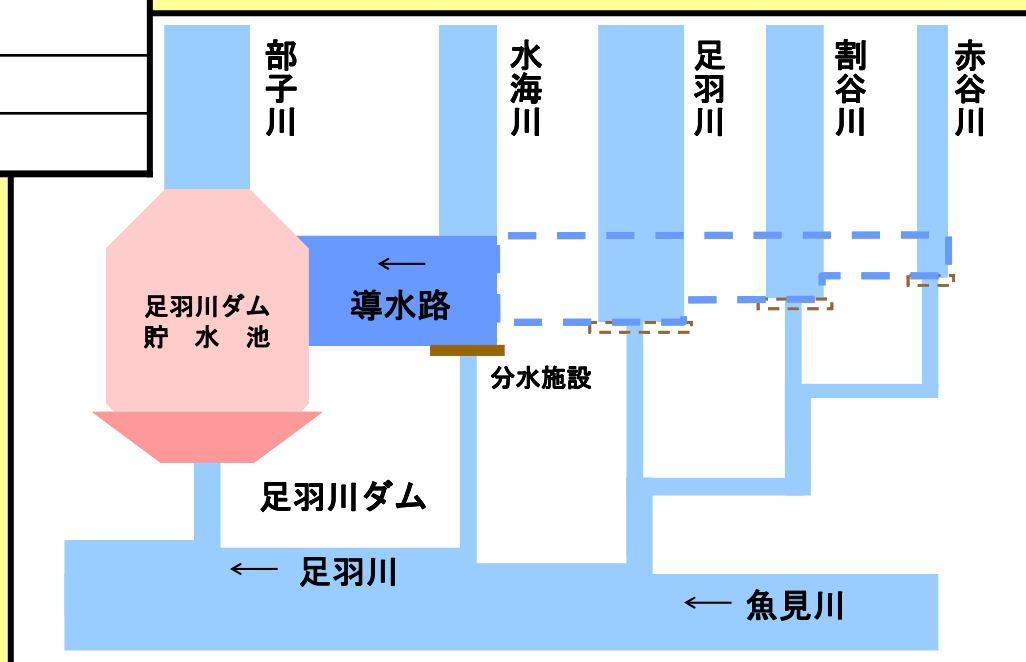 部子川
水海川
足羽川
割谷川
赤谷川
足羽川ダム
貯水池
導水路
分水施設
足羽川ダム
足羽川
魚見川